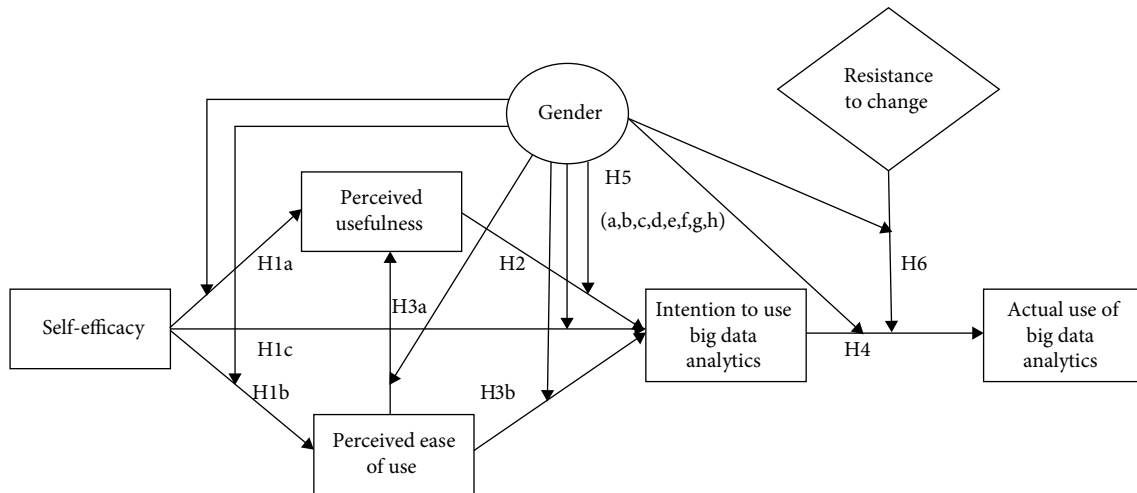 Resistance
to change
Gender
H5
(a,b,c,d,e,f,g,h)
Perceived
usefulness
H1a
H2
H6
Self-efficacy
H3a
H1c
Intention to use
big data
analytics
H4
Actual use of
big data
analytics
H1b
H3b
Perceived ease
of use